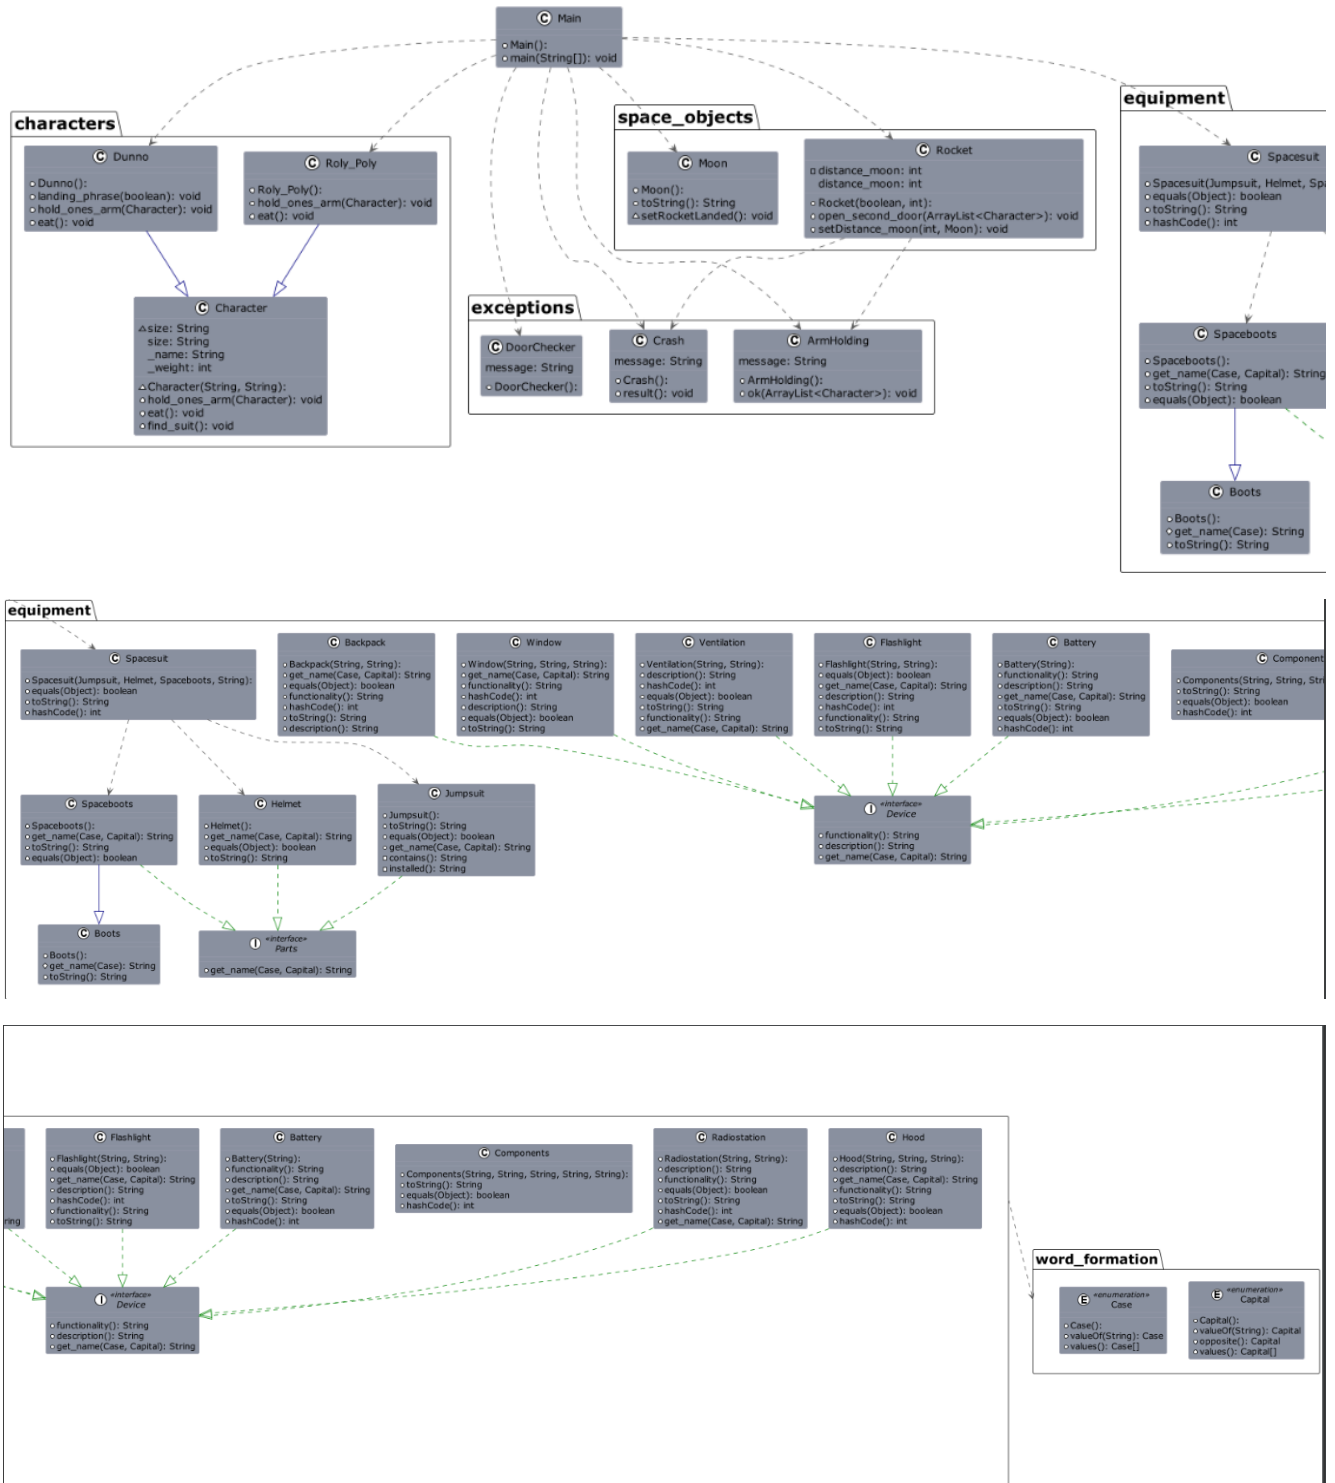 C Main
Main():
main(String[]): void
characters
C Dunno
Dunno():
landing_phrase(boolean): void
hold_ones_arm(Character): void
eat(): void
C Roly_Poly
Roly_Poly():
hold_ones_arm(Character): void
eat(): void
C Character
size: String
size: String
_name: String
_weight: int
Character(String, String):
hold_ones_arm(Character): void
eat(): void
find_suit(): void
space_objects
C Moon
Moon():
toString(): String
setRocketLanded(): void
C Rocket
distance_moon: int
distance_moon: int
Rocket(boolean, int):
open_second_door(ArrayList<Character>): void
setDistance_moon(int, Moon): void
exceptions
C DoorChecker
message: String
DoorChecker():
C Crash
message: String
Crash():
result(): void
C ArmHolding
message: String
ArmHolding():
ok(ArrayList<Character>): void
equipment
C Spacesuit
Spacesuit(Jumpsuit, Helmet, Spa
equals(Object): boolean
toString(): String
hashCode(): int
C Spaceboots
Spaceboots():
get_name(Case, Capital): String
toString(): String
equals(Object): boolean
C Boots
Boots():
get_name(Case): String
toString(): String
equipment
C Spacesuit
Spacesuit(Jumpsuit, Helmet, Spaceboots, String):
equals(Object): boolean
toString(): String
hashCode(): int
C Backpack
Backpack(String, String):
get_name(Case, Capital): String
equals(Object): boolean
functionality(): String
hashCode(): int
toString(): String
description(): String
C Window
Window(String, String, String):
get_name(Case, Capital): String
functionality(): String
hashCode(): int
description(): String
equals(Object): boolean
toString(): String
C Ventilation
Ventilation(String, String):
description(): String
hashCode(): int
equals(Object): boolean
toString(): String
functionality(): String
get_name(Case, Capital): String
C Flashlight
Flashlight(String, String):
equals(Object): boolean
get_name(Case, Capital): String
description(): String
hashCode(): int
functionality(): String
toString(): String
C Battery
Battery(String):
functionality(): String
description(): String
get_name(Case, Capital): String
toString(): String
equals(Object): boolean
hashCode(): int
C Component
Components(String, String, Stri
toString(): String
equals(Object): boolean
hashCode(): int
C Spaceboots
Spaceboots():
get_name(Case, Capital): String
toString(): String
equals(Object): boolean
C Helmet
Helmet():
get_name(Case, Capital): String
equals(Object): boolean
toString(): String
C Jumpsuit
Jumpsuit():
toString(): String
equals(Object): boolean
get_name(Case, Capital): String
contains(): String
installed(): String
I «interface»
Device
functionality(): String
description(): String
get_name(Case, Capital): String
C Boots
Boots():
get_name(Case): String
toString(): String
I «interface»
Parts
get_name(Case, Capital): String
ring
C Flashlight
Flashlight(String, String):
equals(Object): boolean
get_name(Case, Capital): String
description(): String
hashCode(): int
functionality(): String
toString(): String
C Battery
Battery(String):
functionality(): String
description(): String
get_name(Case, Capital): String
toString(): String
equals(Object): boolean
hashCode(): int
C Components
Components(String, String, String, String, String):
toString(): String
equals(Object): boolean
hashCode(): int
C Radiostation
Radiostation(String, String):
description(): String
functionality(): String
equals(Object): boolean
toString(): String
hashCode(): int
get_name(Case, Capital): String
C Hood
Hood(String, String, String):
description(): String
get_name(Case, Capital): String
functionality(): String
toString(): String
equals(Object): boolean
hashCode(): int
I «interface»
Device
functionality(): String
description(): String
get_name(Case, Capital): String
word_formation
E «enumeration»
Case
Case():
valueOf(String): Case
values(): Case[]
E «enumeration»
Capital
Capital():
valueOf(String): Capital
opposite(): Capital
values(): Capital[]